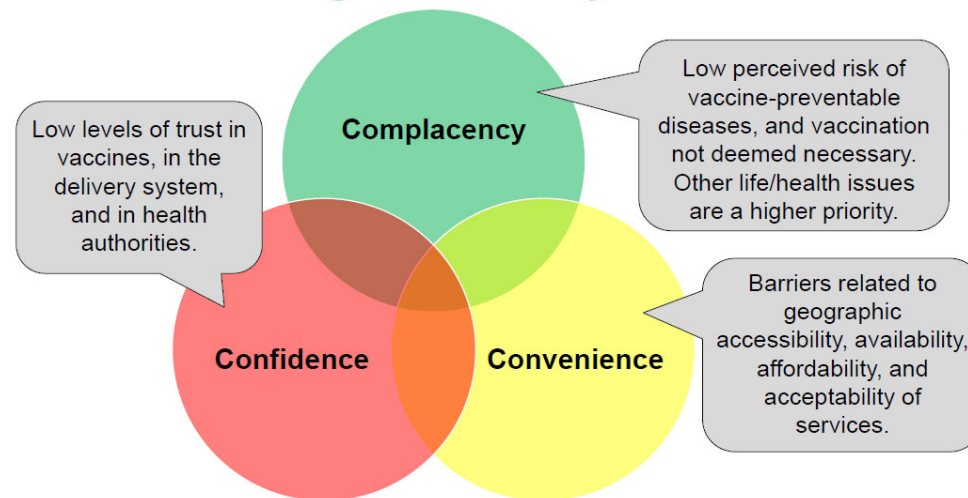 Complacency
Low perceived risk of
vaccine-preventable
diseases, and vaccination
not deemed necessary.
Other life/health issues
are a higher priority.
Low levels of trust in
vaccines, in the
delivery system,
and in health
authorities.
Confidence
Convenience
Barriers related to
geographic
accessibility, availability,
affordability, and
acceptability of
services.